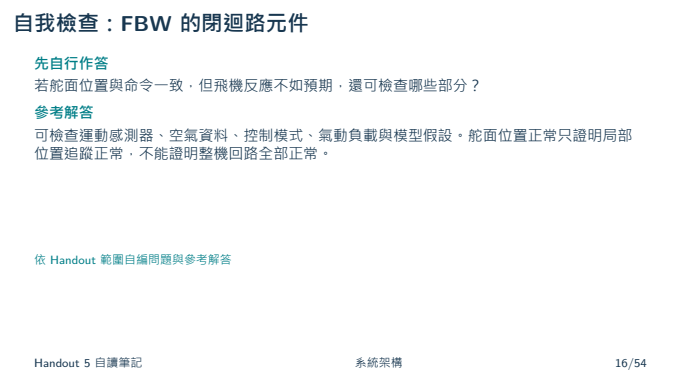 自我檢查：FBW 的閉迴路元件
先自行作答
若舵面位置與命令一致，但飛機反應不如預期，還可檢查哪些部分？
參考解答
可檢查運動感測器、空氣資料、控制模式、氣動負載與模型假設。舵面位置正常只證明局部
位置追蹤正常，不能證明整機回路全部正常。
依 Handout 範圍自編問題與參考解答
Handout 5 自讀筆記
系統架構
16/54